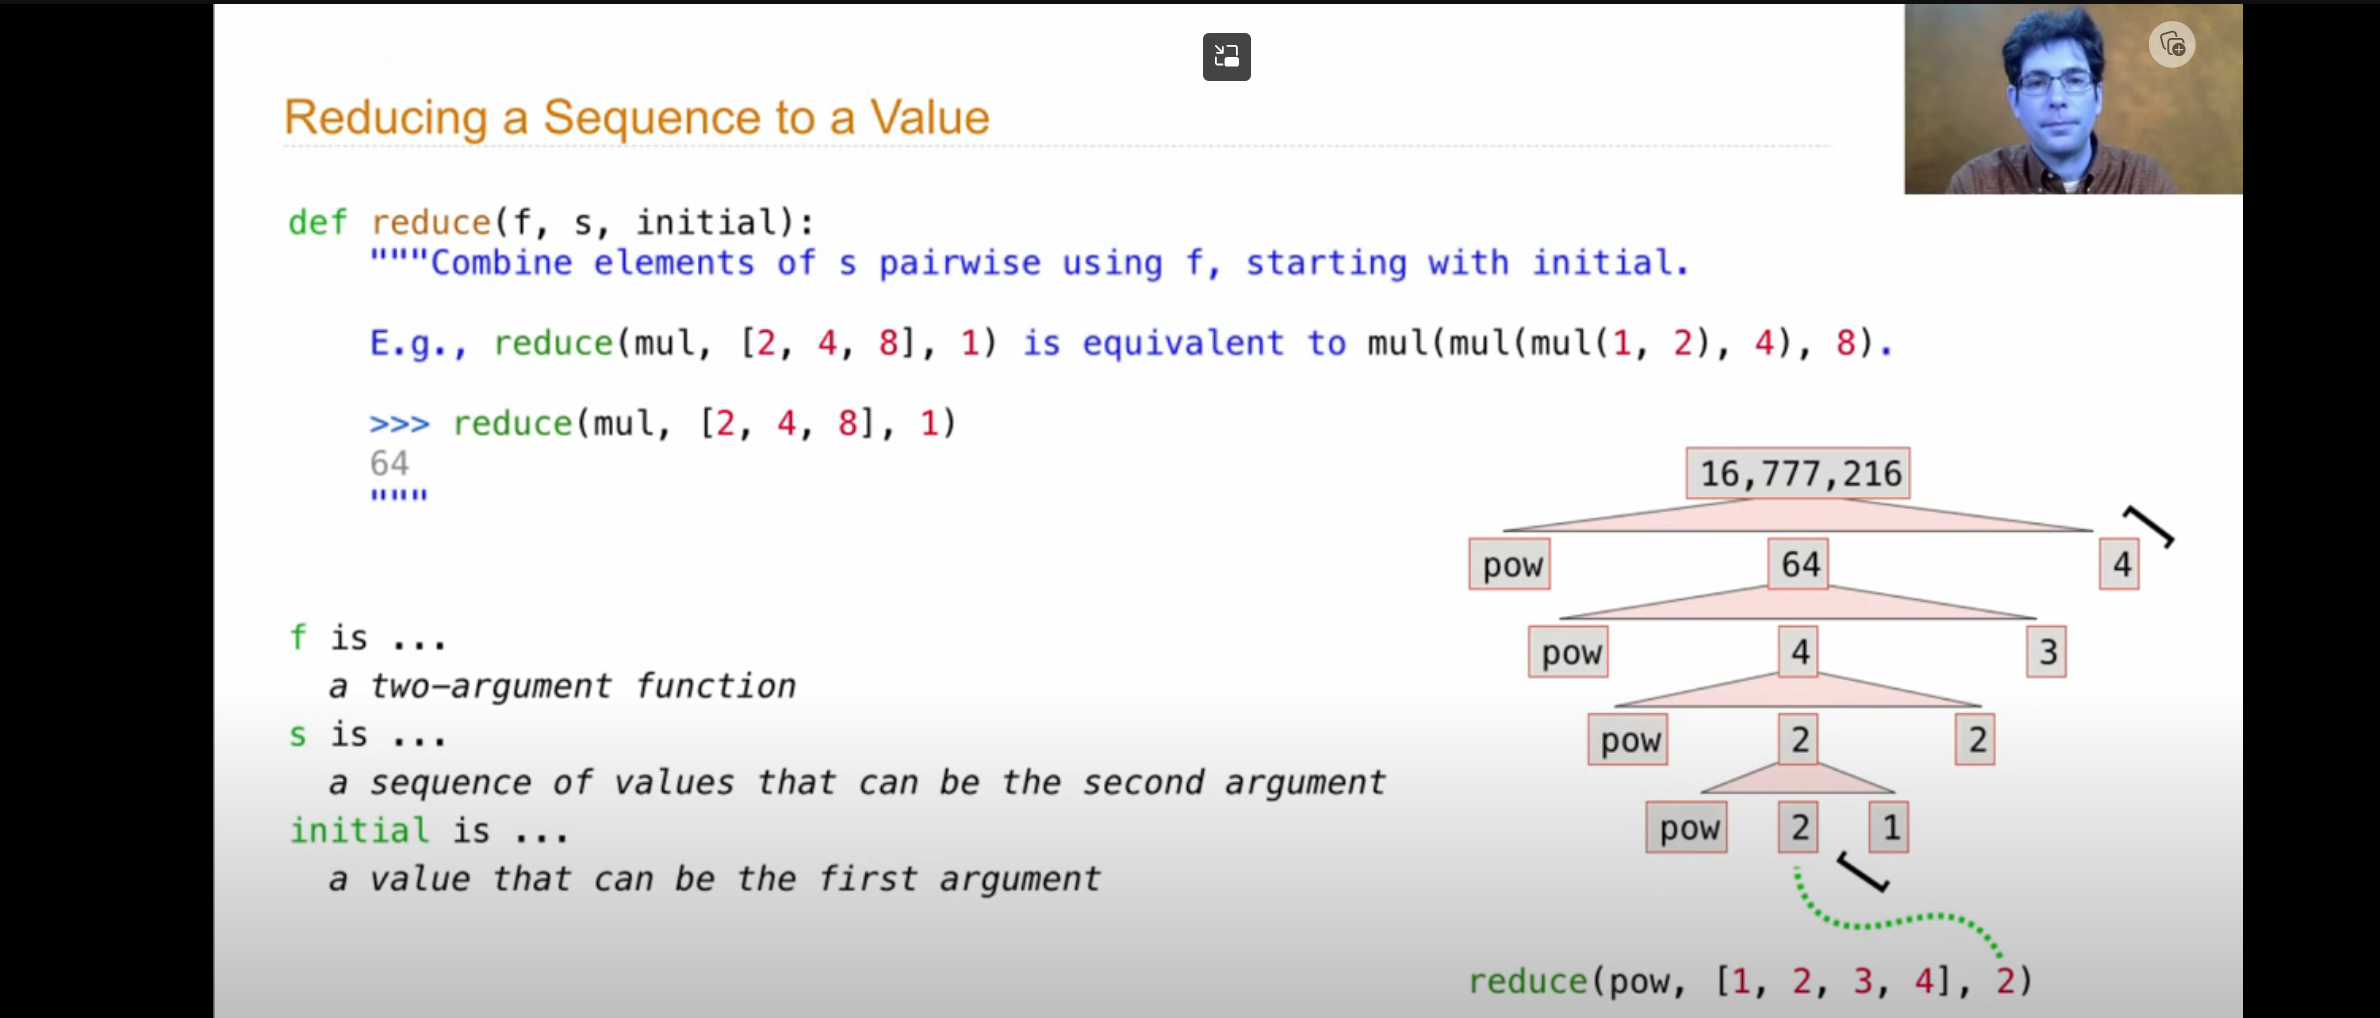 Reducing a Sequence to a Value
def reduce(f, s, initial):
"""Combine elements of s pairwise using f, starting with initial.
E.g., reduce(mul, [2, 4, 8], 1) is equivalent to mul(mul(mul(1, 2), 4), 8).
>>> reduce(mul, [2, 4, 8], 1)
64
"""
f is ...
a two-argument function
s is ...
a sequence of values that can be the second argument
initial is ...
a value that can be the first argument
16,777,216
]
pow 64 4
pow 4 3
pow 2 2
pow 2 1
[
reduce(pow, [1, 2, 3, 4], 2)